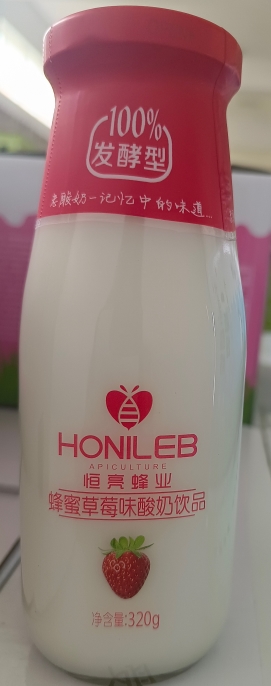 100%
发酵型
老酸奶—记忆中的味道...
HONILEB
APICULTURE
恒亮蜂业
蜂蜜草莓味酸奶饮品
净含量:320g